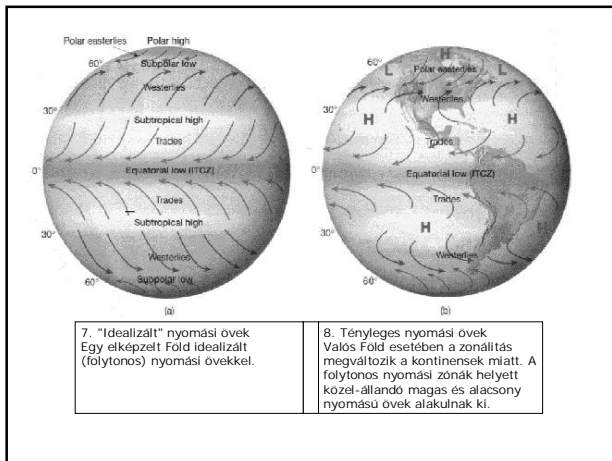 Polar easterlies
Polar high
60°
Subpolar low
Westerlies
30°
Subtropical high
Trades
0°
Equatorial low (ITCZ)
Trades
Subtropical high
30°
Westerlies
60°
Subpolar low
(a)
H
L
L
60°
Polar easterlies
Westerlies
30°
H
H
Trades
0°
Equatorial low (ITCZ)
Trades
H
H
30°
Westerlies
60°
(b)
7. "Idealizált" nyomási övek
Egy elképzelt Föld idealizált
(folytonos) nyomási övekkel.
8. Tényleges nyomási övek
Valós Föld esetében a zonálitás
megváltozik a kontinensek miatt. A
folytonos nyomási zónák helyett
közel-állandó magas és alacsony
nyomású övek alakulnak ki.